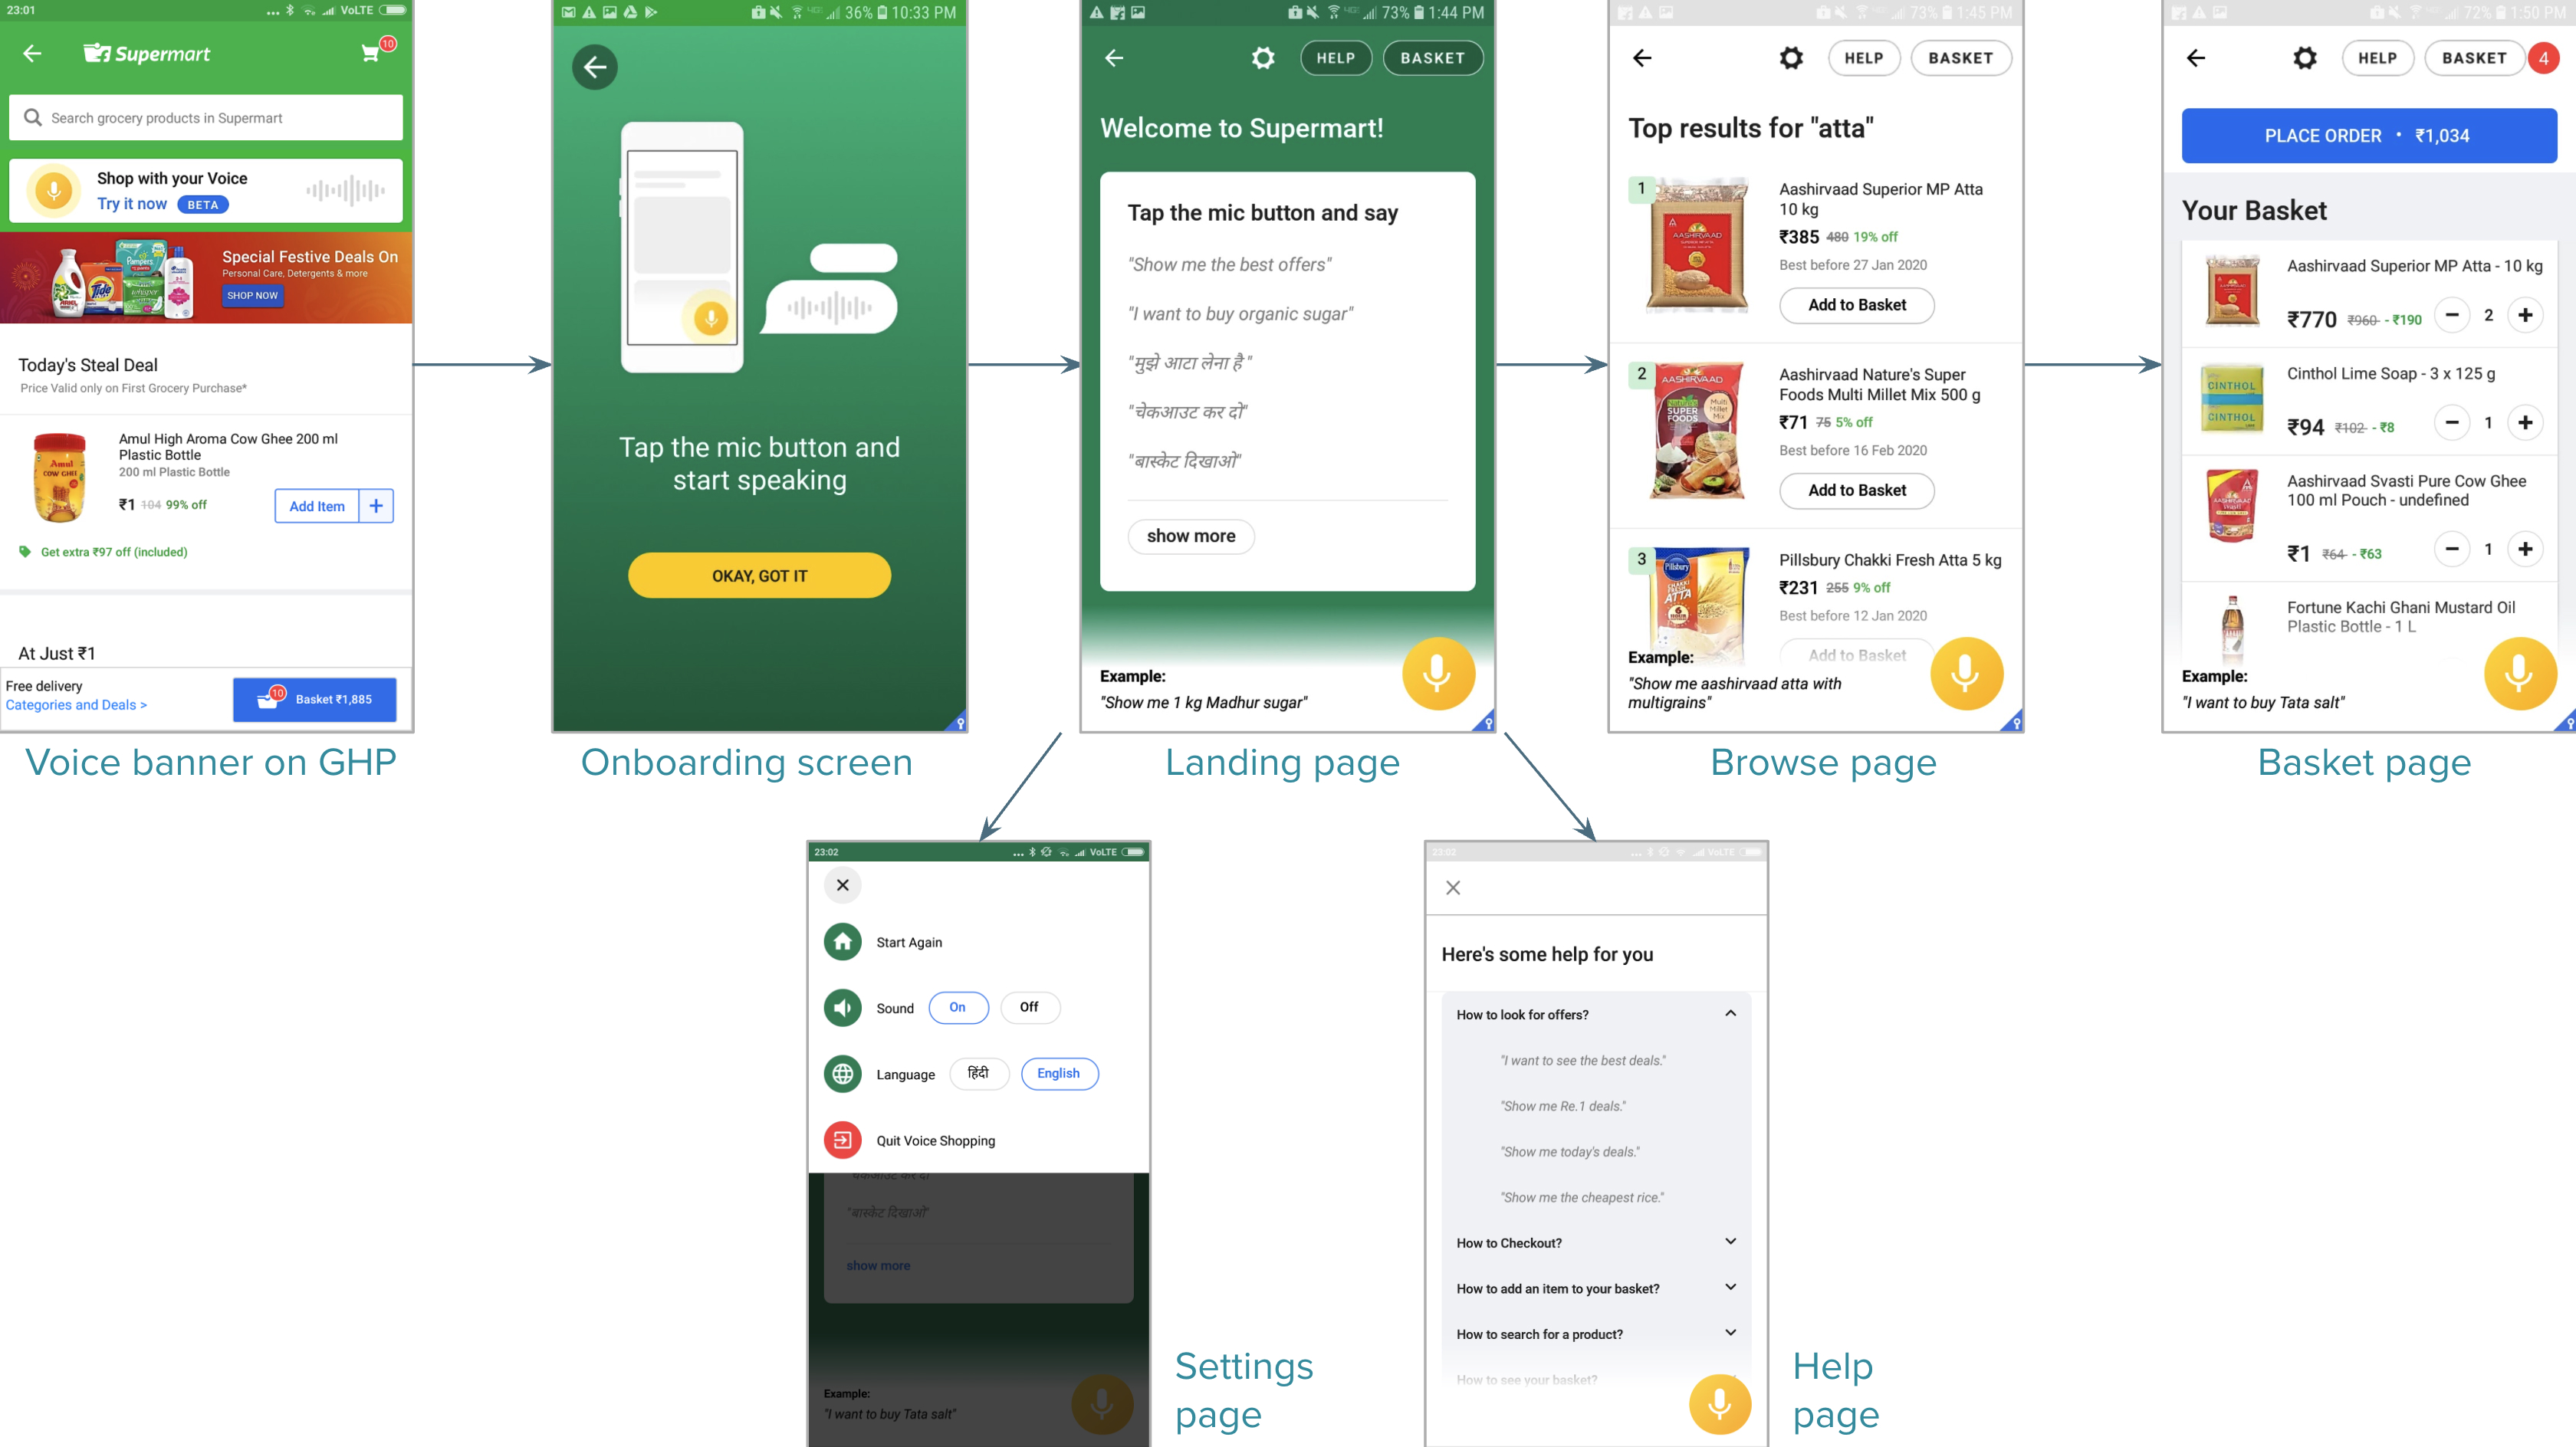 23:01
VoLTE
Supermart
10
Search grocery products in Supermart
Shop with your Voice
Try it now BETA
Special Festive Deals On
Personal Care, Detergents & more
SHOP NOW
Today's Steal Deal
Price Valid only on First Grocery Purchase*
Amul High Aroma Cow Ghee 200 ml
Plastic Bottle
200 ml Plastic Bottle
₹1 104 99% off
Add Item +
Get extra ₹97 off (included)
At Just ₹1
Free delivery
Categories and Deals >
10
Basket ₹1,885
Voice banner on GHP
36% 10:33 PM
Tap the mic button and
start speaking
OKAY, GOT IT
Onboarding screen
73% 1:44 PM
HELP
BASKET
Welcome to Supermart!
Tap the mic button and say
"Show me the best offers"
"I want to buy organic sugar"
"मुझे आटा लेना है "
"चेकआउट कर दो"
"बास्केट दिखाओ"
show more
Example:
"Show me 1 kg Madhur sugar"
Landing page
73% 1:45 PM
HELP
BASKET
Top results for "atta"
1
AASHIRVAAD
Aashirvaad Superior MP Atta
10 kg
₹385 480 19% off
Best before 27 Jan 2020
Add to Basket
2
AASHIRVAAD
SUPER
FOODS
Multi
Millet
Mix
Aashirvaad Nature's Super
Foods Multi Millet Mix 500 g
₹71 75 5% off
Best before 16 Feb 2020
Add to Basket
3
Pillsbury
ATTA
Pillsbury Chakki Fresh Atta 5 kg
₹231 255 9% off
Best before 12 Jan 2020
Add to Basket
Example:
"Show me aashirvaad atta with
multigrains"
Browse page
72% 1:50 PM
HELP
BASKET
4
PLACE ORDER • ₹1,034
Your Basket
Aashirvaad Superior MP Atta - 10 kg
₹770 ₹960 - ₹190
− 2 +
CINTHOL
CINTHOL
Cinthol Lime Soap - 3 x 125 g
₹94 ₹102 - ₹8
− 1 +
Aashirvaad Svasti Pure Cow Ghee
100 ml Pouch - undefined
₹1 ₹64 - ₹63
− 1 +
Fortune Kachi Ghani Mustard Oil
Plastic Bottle - 1 L
Example:
"I want to buy Tata salt"
Basket page
23:02
VoLTE
Start Again
Sound On Off
Language हिंदी English
Quit Voice Shopping
"बास्केट दिखाओ"
show more
Example:
"I want to buy Tata salt"
Settings
page
23:02
VoLTE
Here's some help for you
How to look for offers?
"I want to see the best deals."
"Show me Re.1 deals."
"Show me today's deals."
"Show me the cheapest rice."
How to Checkout?
How to add an item to your basket?
How to search for a product?
How to see your basket?
Help
page